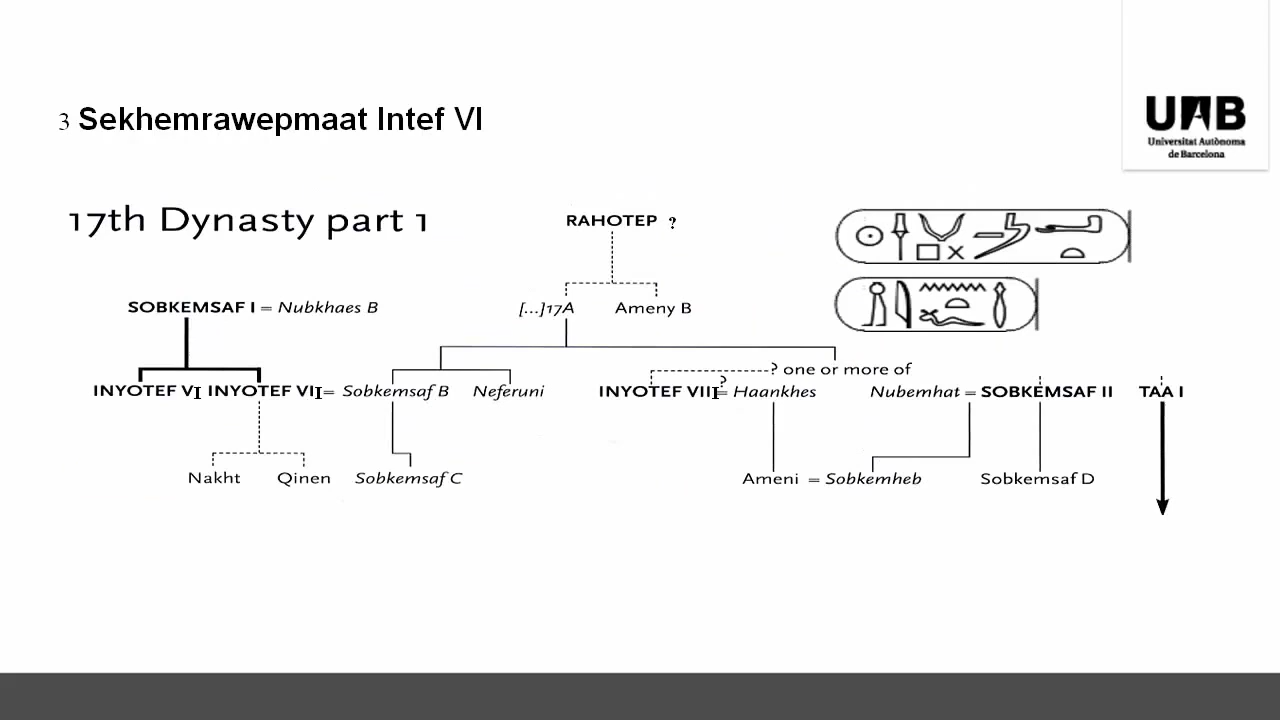 3 Sekhemrawepmaat Intef VI
UAB
Universitat Autònoma
de Barcelona
17th Dynasty part 1
RAHOTEP ?
SOBKEMSAF I = Nubkhaes B
[...]17A
Ameny B
? one or more of
INYOTEF VI INYOTEF VII = Sobkemsaf B
Neferuni
INYOTEF VIII ?= Haankhes
Nubemhat = SOBKEMSAF II
TAA I
Nakht
Qinen
Sobkemsaf C
Ameni = Sobkemheb
Sobkemsaf D